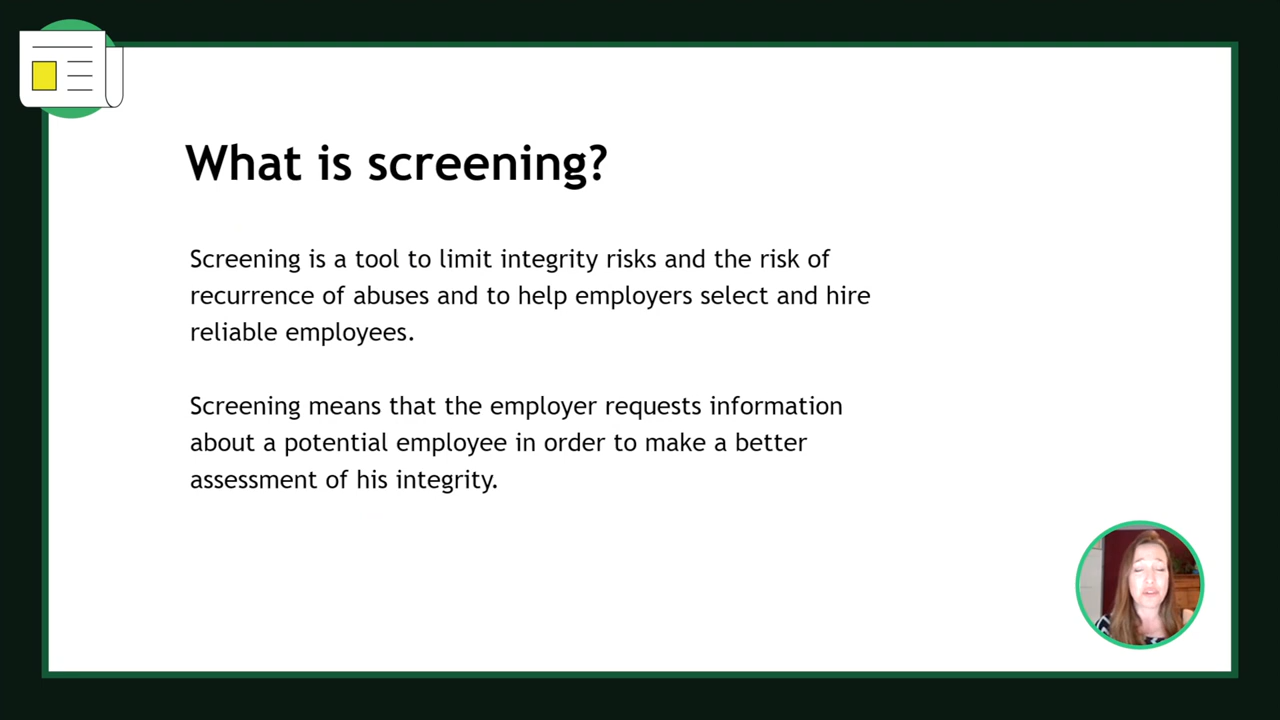 What is screening?
Screening is a tool to limit integrity risks and the risk of
recurrence of abuses and to help employers select and hire
reliable employees.
Screening means that the employer requests information
about a potential employee in order to make a better
assessment of his integrity.